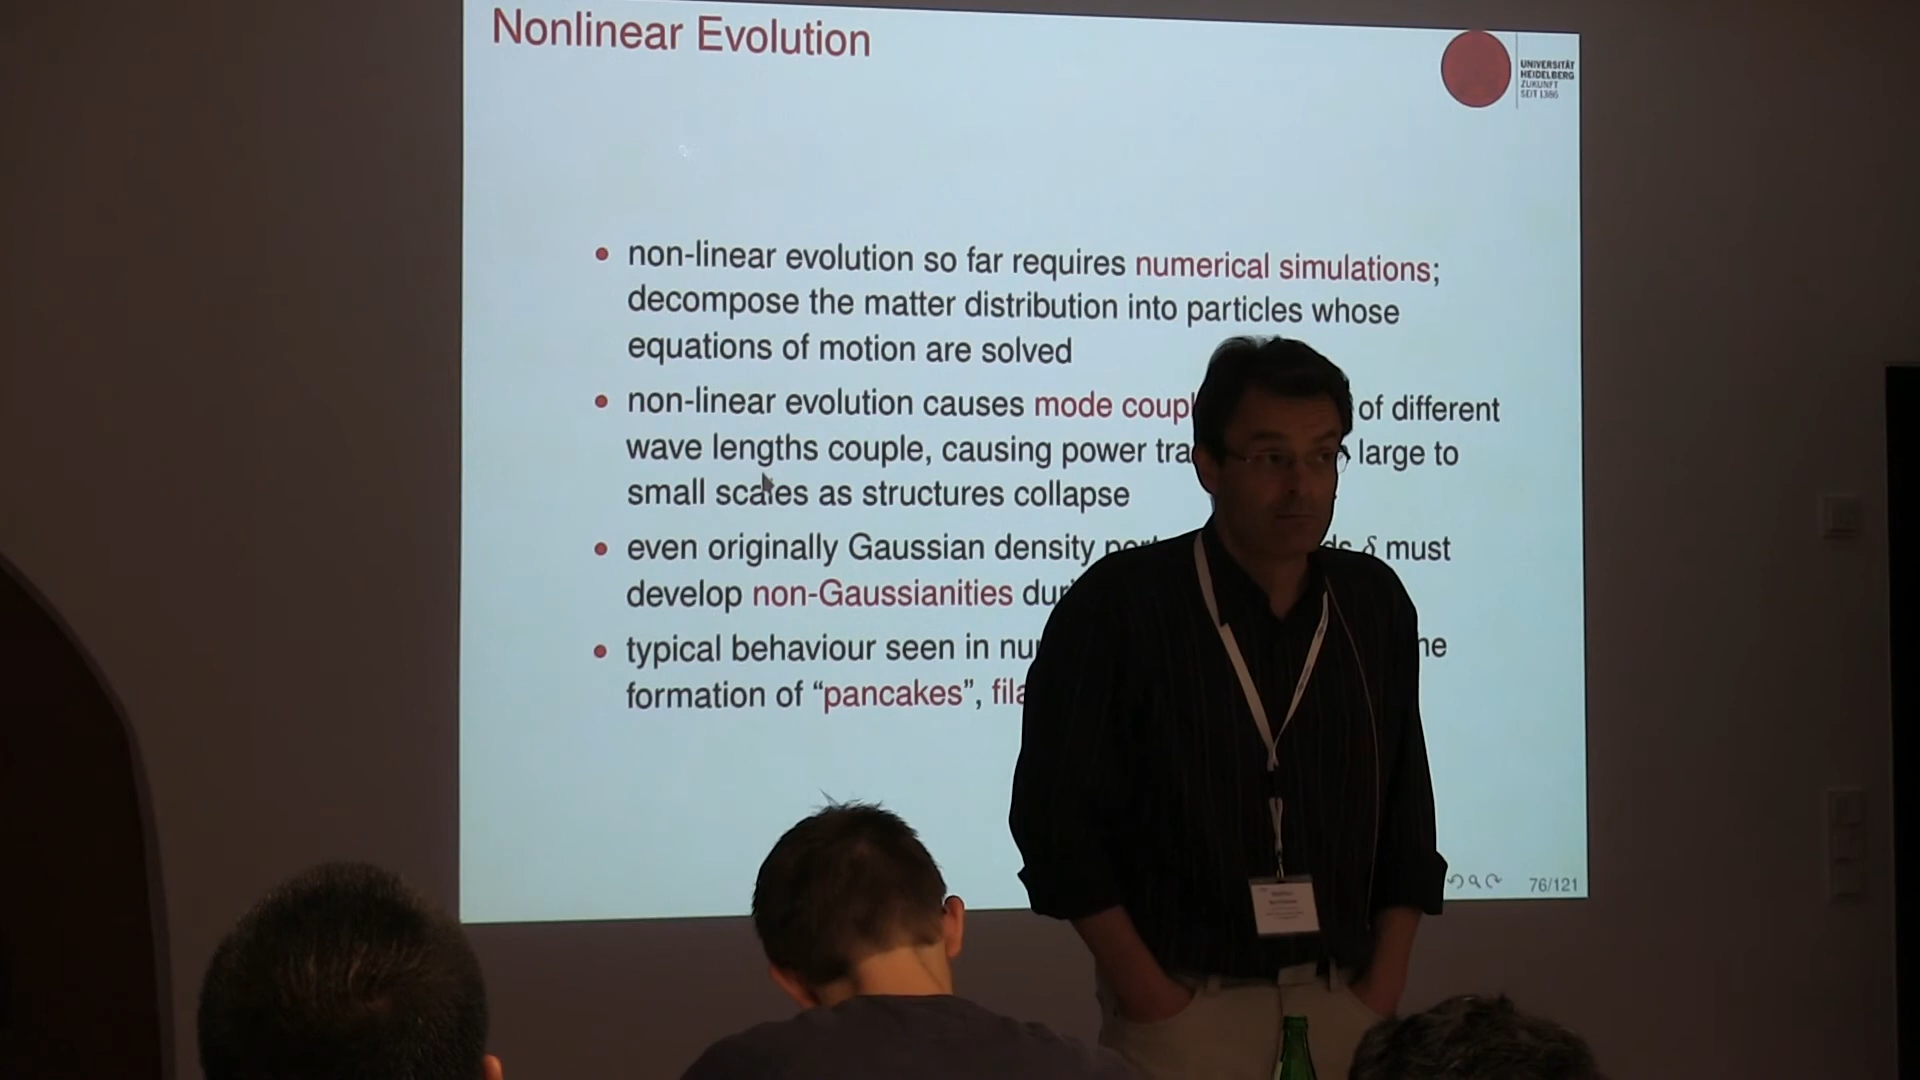 Nonlinear Evolution
UNIVERSITÄT
HEIDELBERG
ZUKUNFT
SEIT 1386
• non-linear evolution so far requires numerical simulations;
decompose the matter distribution into particles whose
equations of motion are solved
• non-linear evolution causes mode of different
wave lengths couple, causing power large to
small scales as structures collapse
• even originally Gaussian density δ must
develop non-Gaussianities
• typical behaviour seen in
formation of “pancakes”,
76/121